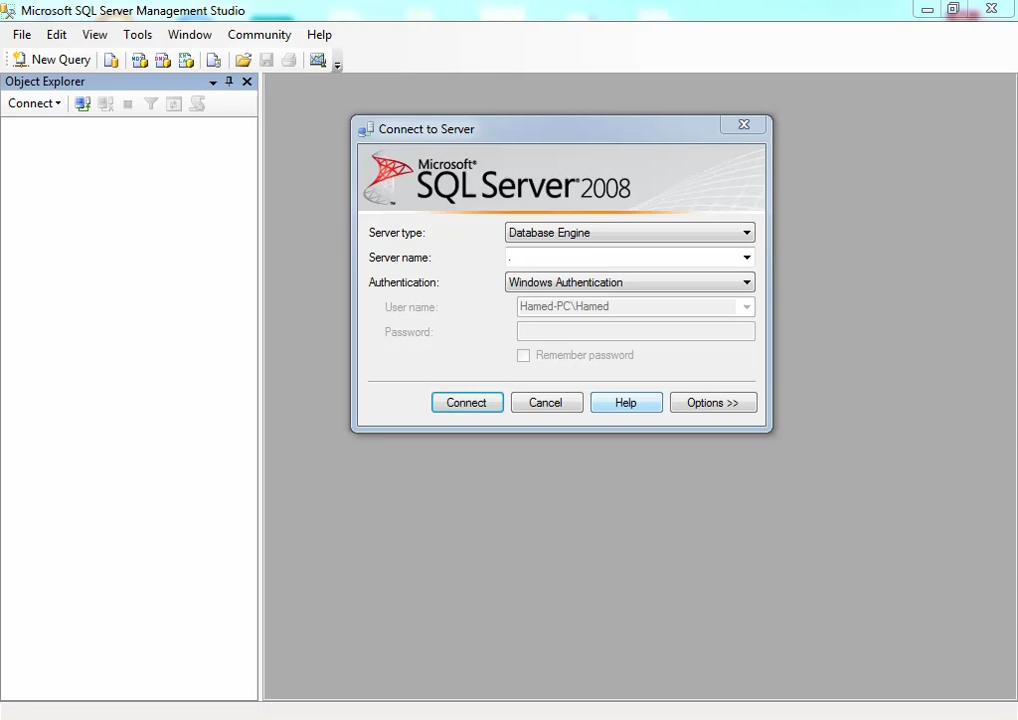 Microsoft SQL Server Management Studio
File Edit View Tools Window Community Help
New Query
Object Explorer
Connect
Connect to Server
Microsoft®
SQL Server® 2008
Server type: Database Engine
Server name: .
Authentication: Windows Authentication
User name: Hamed-PC\Hamed
Password:
Remember password
Connect Cancel Help Options >>